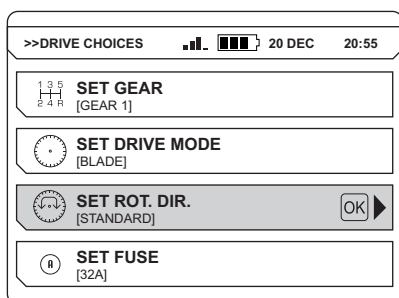 >>DRIVE CHOICES 20 DEC 20:55
1 3 5
2 4 R
SET GEAR
[GEAR 1]
SET DRIVE MODE
[BLADE]
SET ROT. DIR.
[STANDARD]
OK
A
SET FUSE
[32A]